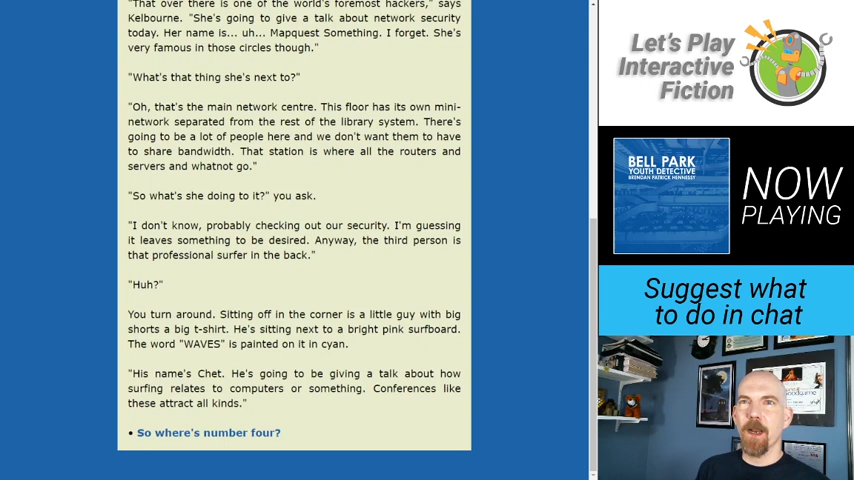 "That over there is one of the world's foremost hackers," says
Kelbourne. "She's going to give a talk about network security
today. Her name is... uh... Mapquest Something. I forget. She's
very famous in those circles though."
"What's that thing she's next to?"
"Oh, that's the main network centre. This floor has its own mini-
network separated from the rest of the library system. There's
going to be a lot of people here and we don't want them to have
to share bandwidth. That station is where all the routers and
servers and whatnot go."
"So what's she doing to it?" you ask.
"I don't know, probably checking out our security. I'm guessing
it leaves something to be desired. Anyway, the third person is
that professional surfer in the back."
"Huh?"
You turn around. Sitting off in the corner is a little guy with big
shorts a big t-shirt. He's sitting next to a bright pink surfboard.
The word "WAVES" is painted on it in cyan.
"His name's Chet. He's going to be giving a talk about how
surfing relates to computers or something. Conferences like
these attract all kinds."
• So where's number four?
Let's Play
Interactive
Fiction
BELL PARK
YOUTH DETECTIVE
BRENDAN PATRICK HENNESSY
NOW
PLAYING
Suggest what
to do in chat